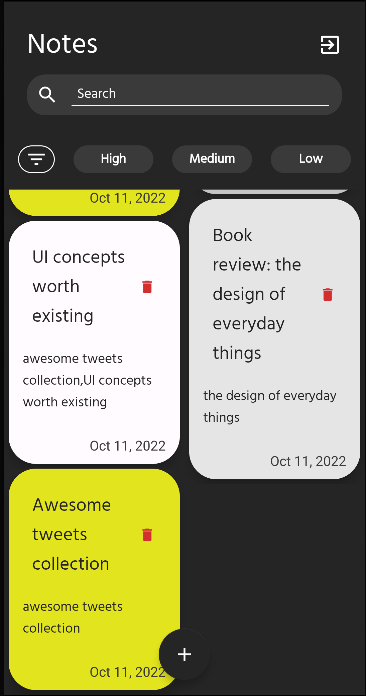 Notes
Search
High
Medium
Low
Oct 11, 2022
UI concepts
worth
existing
awesome tweets
collection,UI concepts
worth existing
Oct 11, 2022
Book
review: the
design of
everyday
things
the design of everyday
things
Oct 11, 2022
Awesome
tweets
collection
awesome tweets
collection
Oct 11, 2022